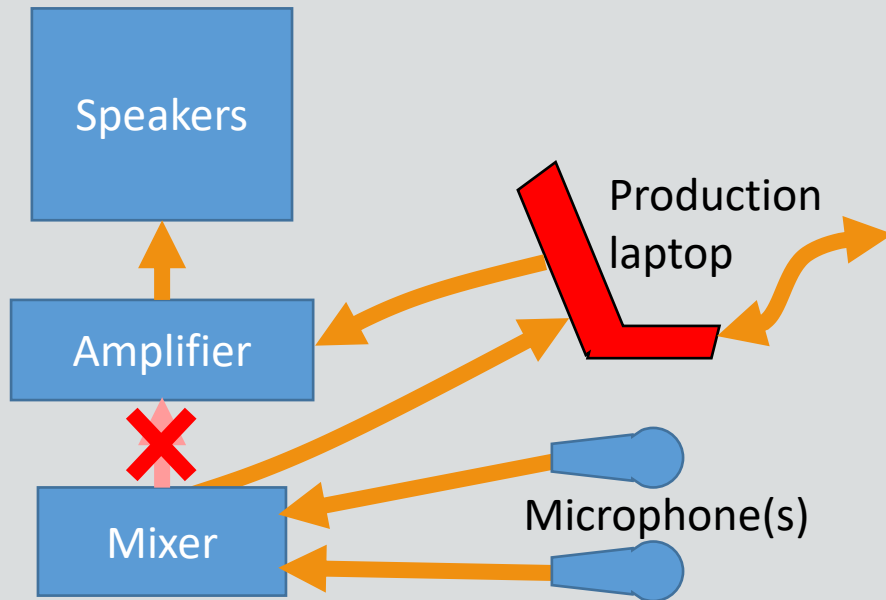 Speakers
Production
laptop
Amplifier
Microphone(s)
Mixer